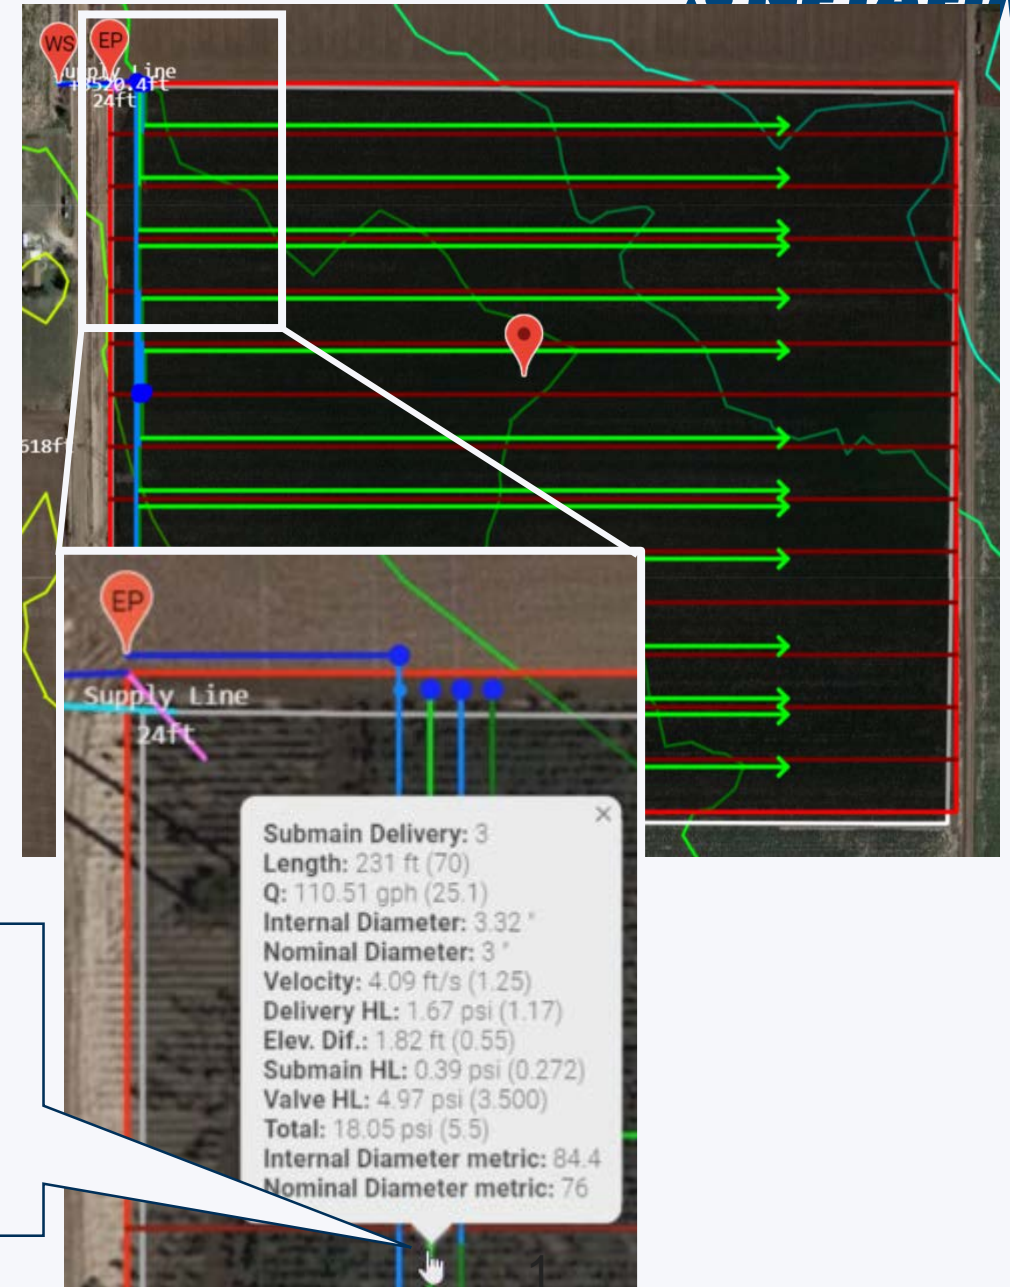 WS
EP
Supply Line
24ft
618ft
EP
Supply Line
24ft
×
Submain Delivery: 3
Length: 231 ft (70)
Q: 110.51 gph (25.1)
Internal Diameter: 3.32 "
Nominal Diameter: 3 "
Velocity: 4.09 ft/s (1.25)
Delivery HL: 1.67 psi (1.17)
Elev. Dif.: 1.82 ft (0.55)
Submain HL: 0.39 psi (0.272)
Valve HL: 4.97 psi (3.500)
Total: 18.05 psi (5.5)
Internal Diameter metric: 84.4
Nominal Diameter metric: 76
1